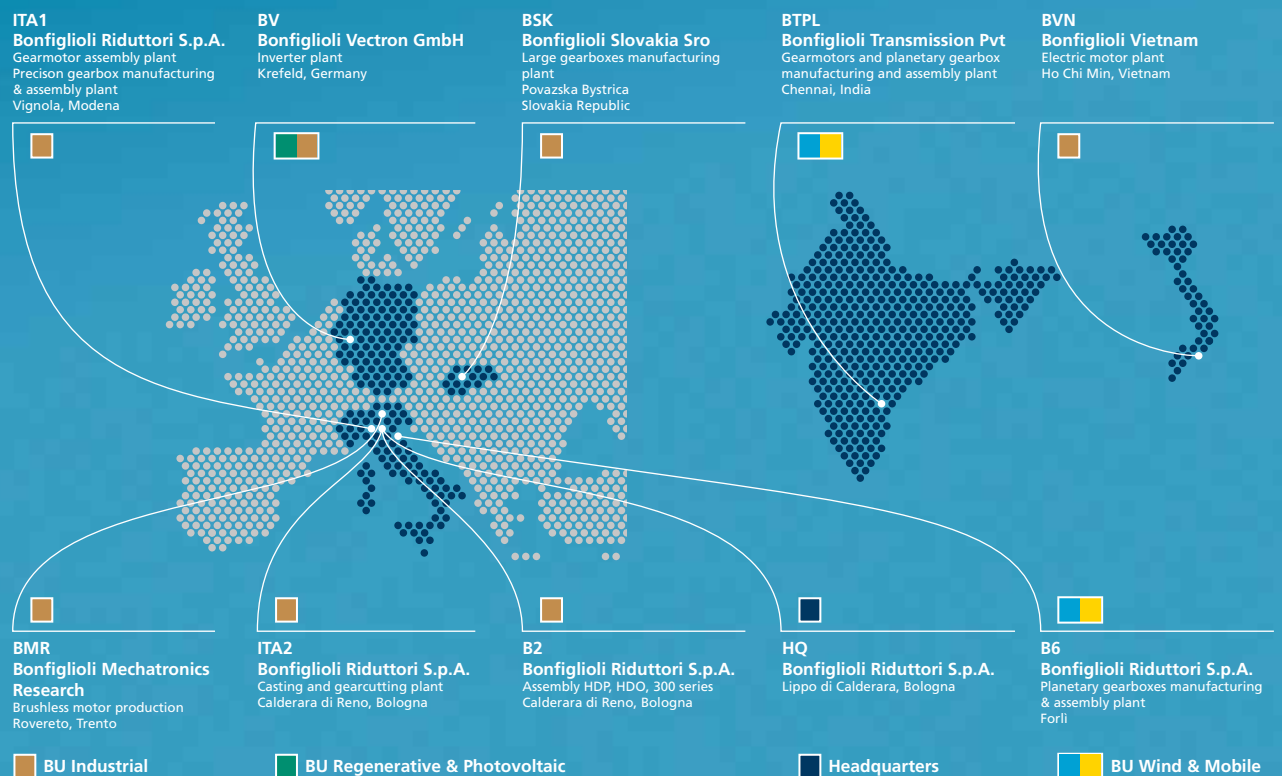 ITA1
Bonfiglioli Riduttori S.p.A.
Gearmotor assembly plant
Precison gearbox manufacturing
& assembly plant
Vignola, Modena
BV
Bonfiglioli Vectron GmbH
Inverter plant
Krefeld, Germany
BSK
Bonfiglioli Slovakia Sro
Large gearboxes manufacturing
plant
Povazska Bystrica
Slovakia Republic
BTPL
Bonfiglioli Transmission Pvt
Gearmotors and planetary gearbox
manufacturing and assembly plant
Chennai, India
BVN
Bonfiglioli Vietnam
Electric motor plant
Ho Chi Min, Vietnam
BMR
Bonfiglioli Mechatronics
Research
Brushless motor production
Rovereto, Trento
ITA2
Bonfiglioli Riduttori S.p.A.
Casting and gearcutting plant
Calderara di Reno, Bologna
B2
Bonfiglioli Riduttori S.p.A.
Assembly HDP, HDO, 300 series
Calderara di Reno, Bologna
HQ
Bonfiglioli Riduttori S.p.A.
Lippo di Calderara, Bologna
B6
Bonfiglioli Riduttori S.p.A.
Planetary gearboxes manufacturing
& assembly plant
Forlì
BU Industrial
BU Regenerative & Photovoltaic
Headquarters
BU Wind & Mobile